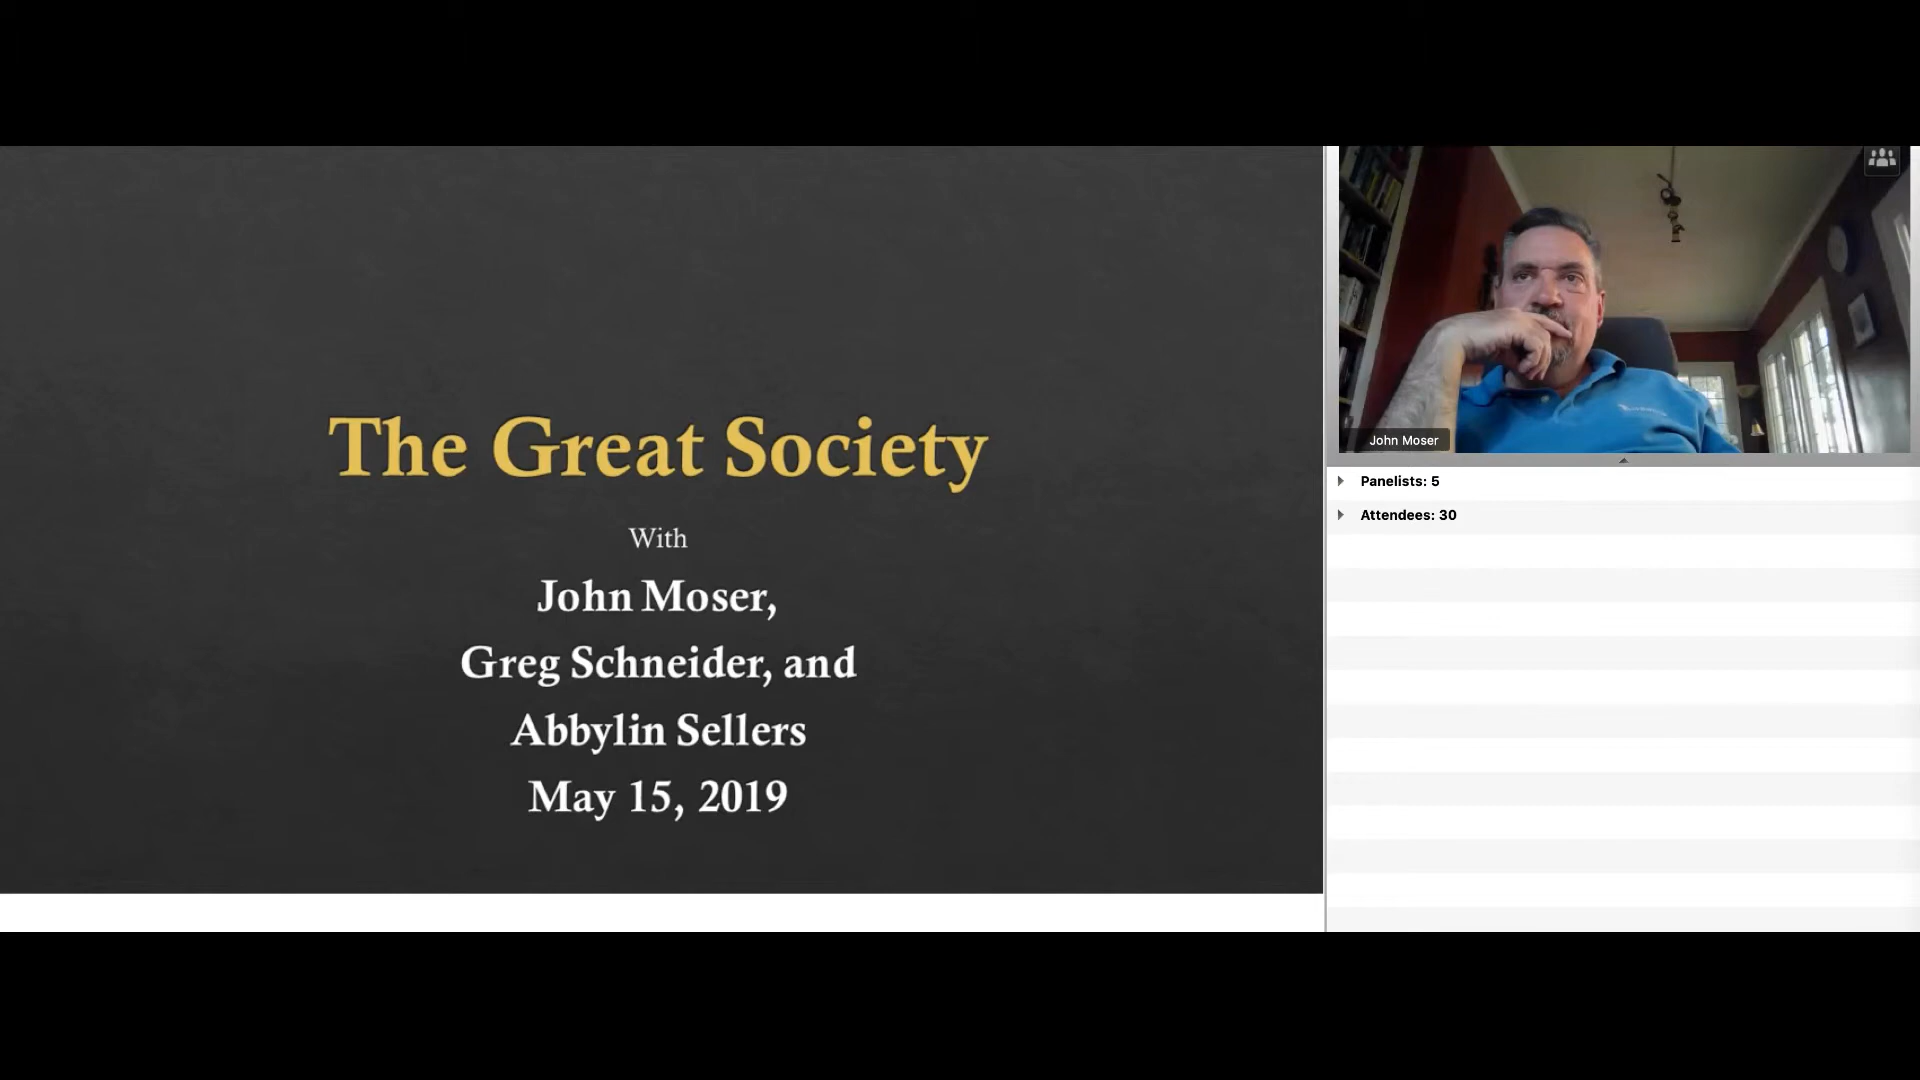 The Great Society
With
John Moser,
Greg Schneider, and
Abbylin Sellers
May 15, 2019
John Moser
Panelists: 5
Attendees: 30